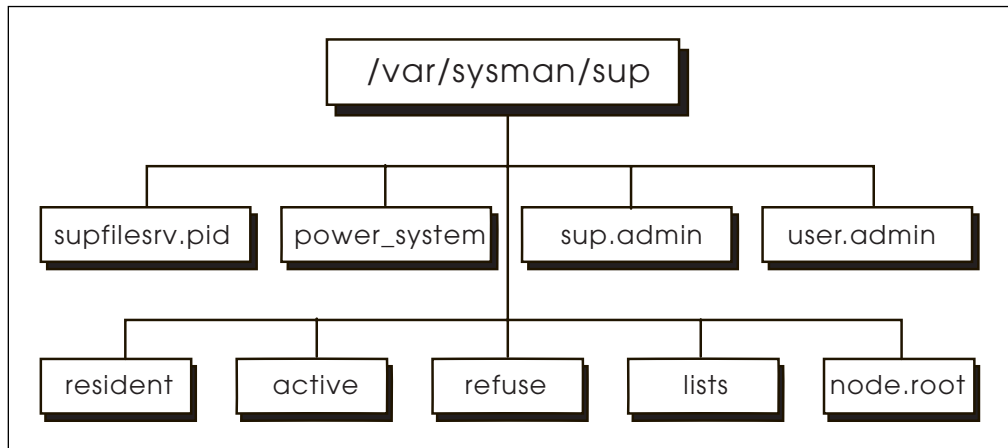 /var/sysman/sup
supfilesrv.pid
power_system
sup.admin
user.admin
resident
active
refuse
lists
node.root